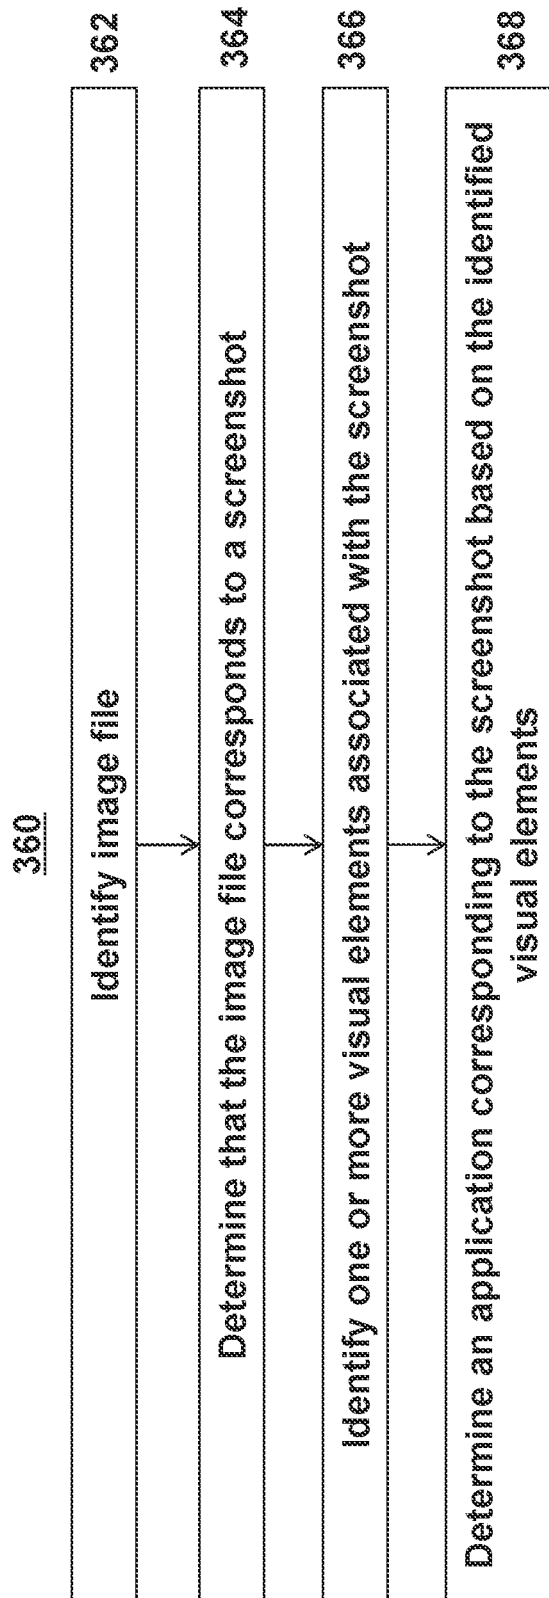 360
Identify image file
362
Determine that the image file corresponds to a screenshot
364
Identify one or more visual elements associated with the screenshot
366
Determine an application corresponding to the screenshot based on the identified
visual elements
368